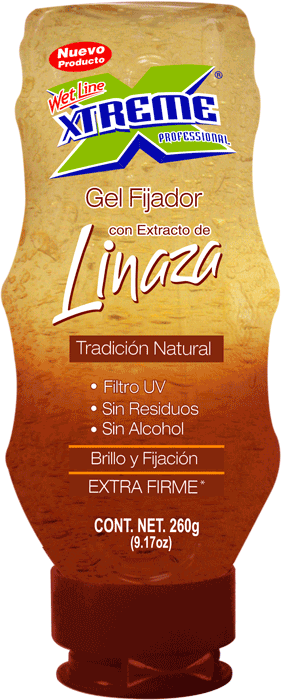 Nuevo
Producto
Wet Line
XTREME®
PROFESSIONAL
Gel Fijador
con Extracto de
Linaza
Tradición Natural
• Filtro UV
• Sin Residuos
• Sin Alcohol
Brillo y Fijación
EXTRA FIRME*
CONT. NET. 260g
(9.17oz)